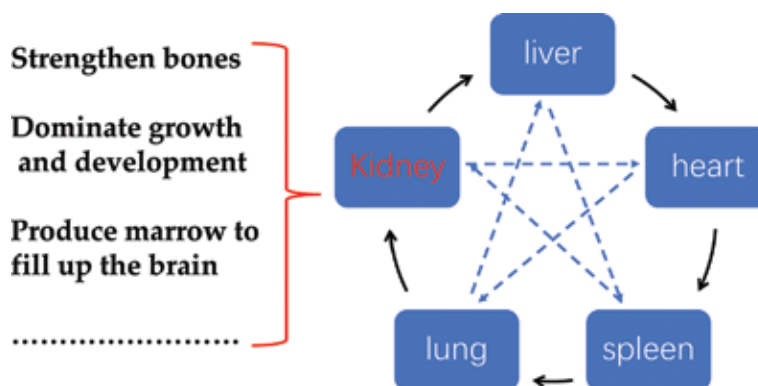 Strengthen bones
Dominate growth
and development
Produce marrow to
fill up the brain
..........................
liver
Kidney
heart
lung
spleen